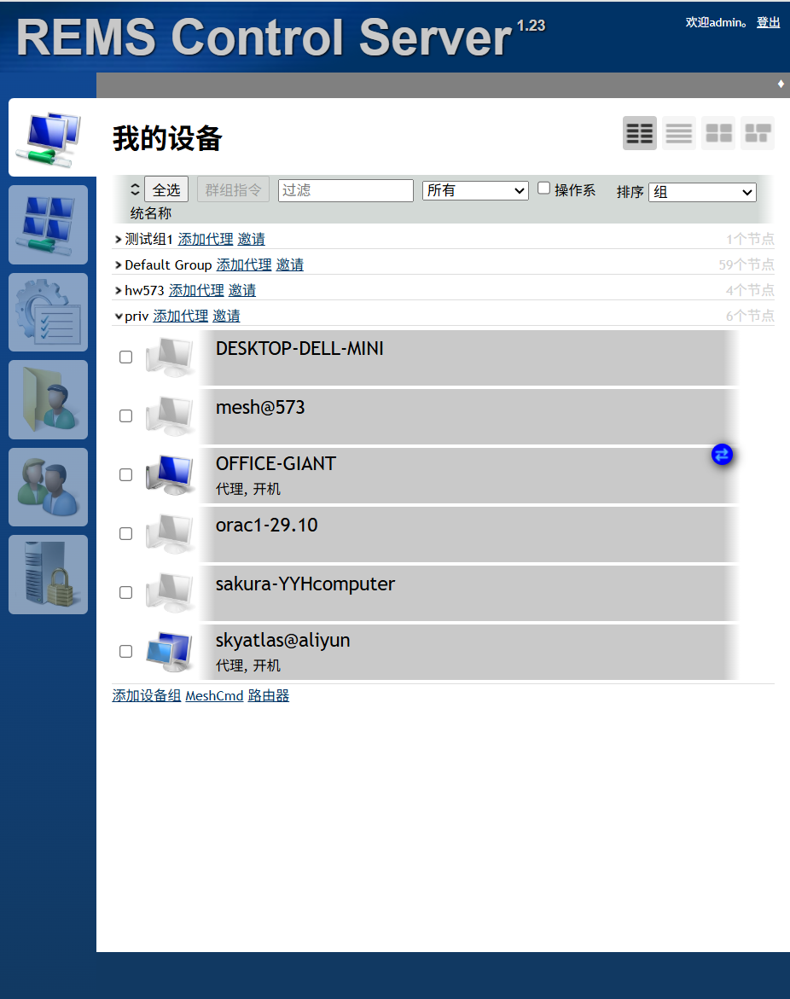 REMS Control Server 1.23
欢迎admin。 登出
我的设备
全选 群组指令 过滤 所有 操作系
统名称
排序 组
测试组1 添加代理 邀请 1个节点
Default Group 添加代理 邀请 59个节点
hw573 添加代理 邀请 4个节点
priv 添加代理 邀请 6个节点
DESKTOP-DELL-MINI
mesh@573
OFFICE-GIANT
代理, 开机
orac1-29.10
sakura-YYHcomputer
skyatlas@aliyun
代理, 开机
添加设备组 MeshCmd 路由器